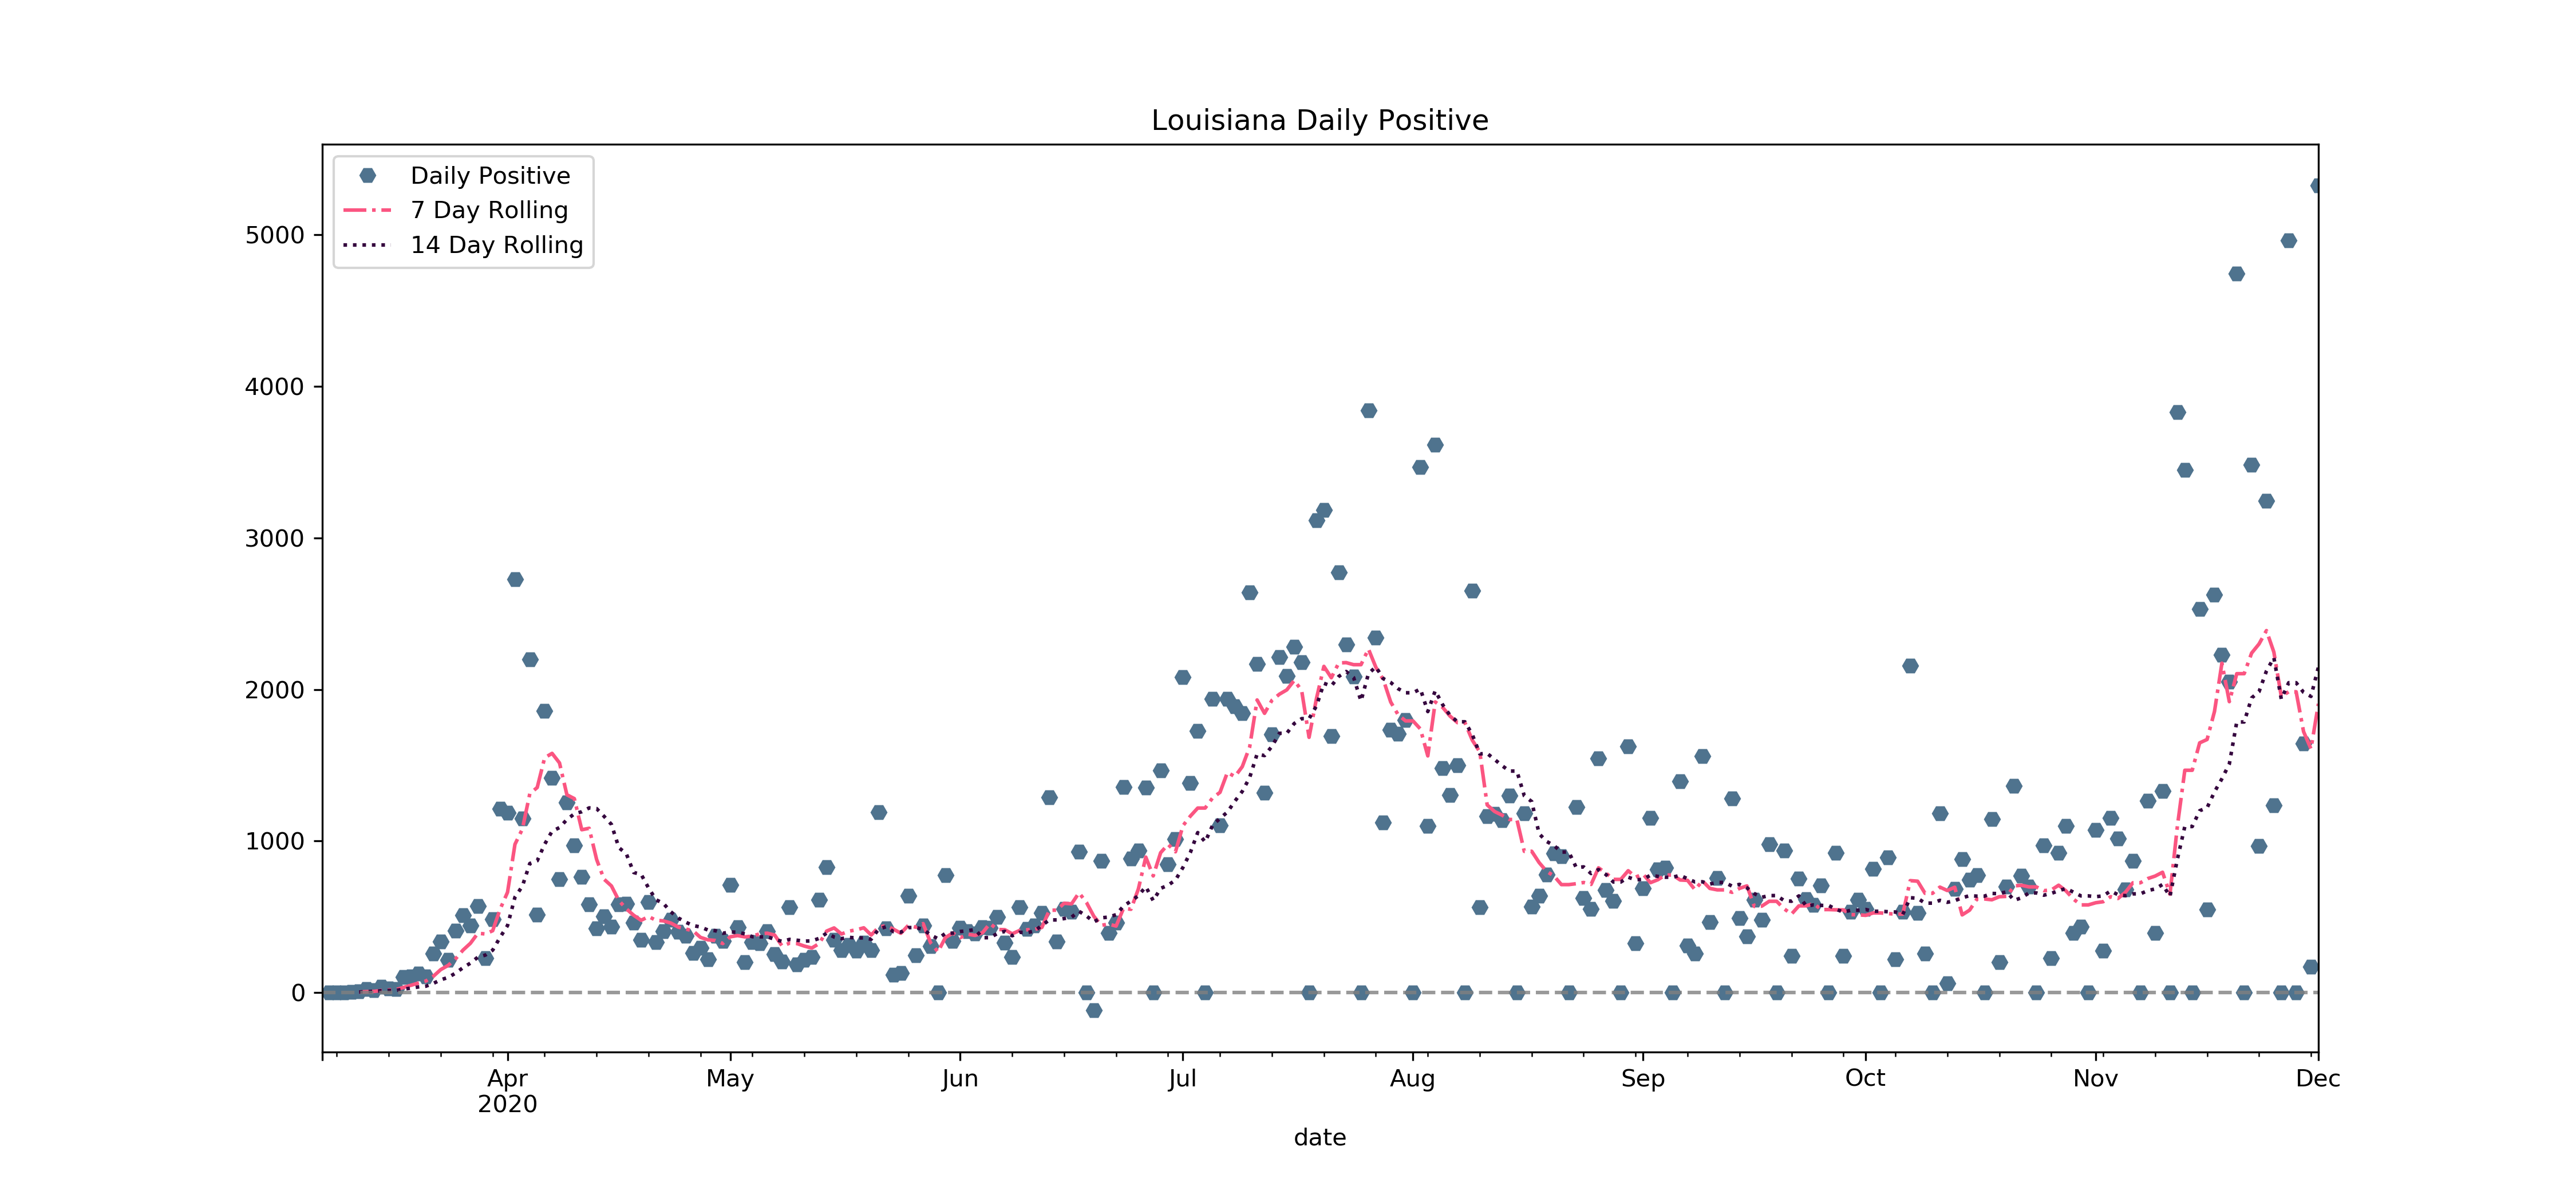 Louisiana Daily Positive
Daily Positive
7 Day Rolling
14 Day Rolling
5000
4000
3000
2000
1000
0
Apr May Jun Jul Aug Sep Oct Nov Dec
2020
date